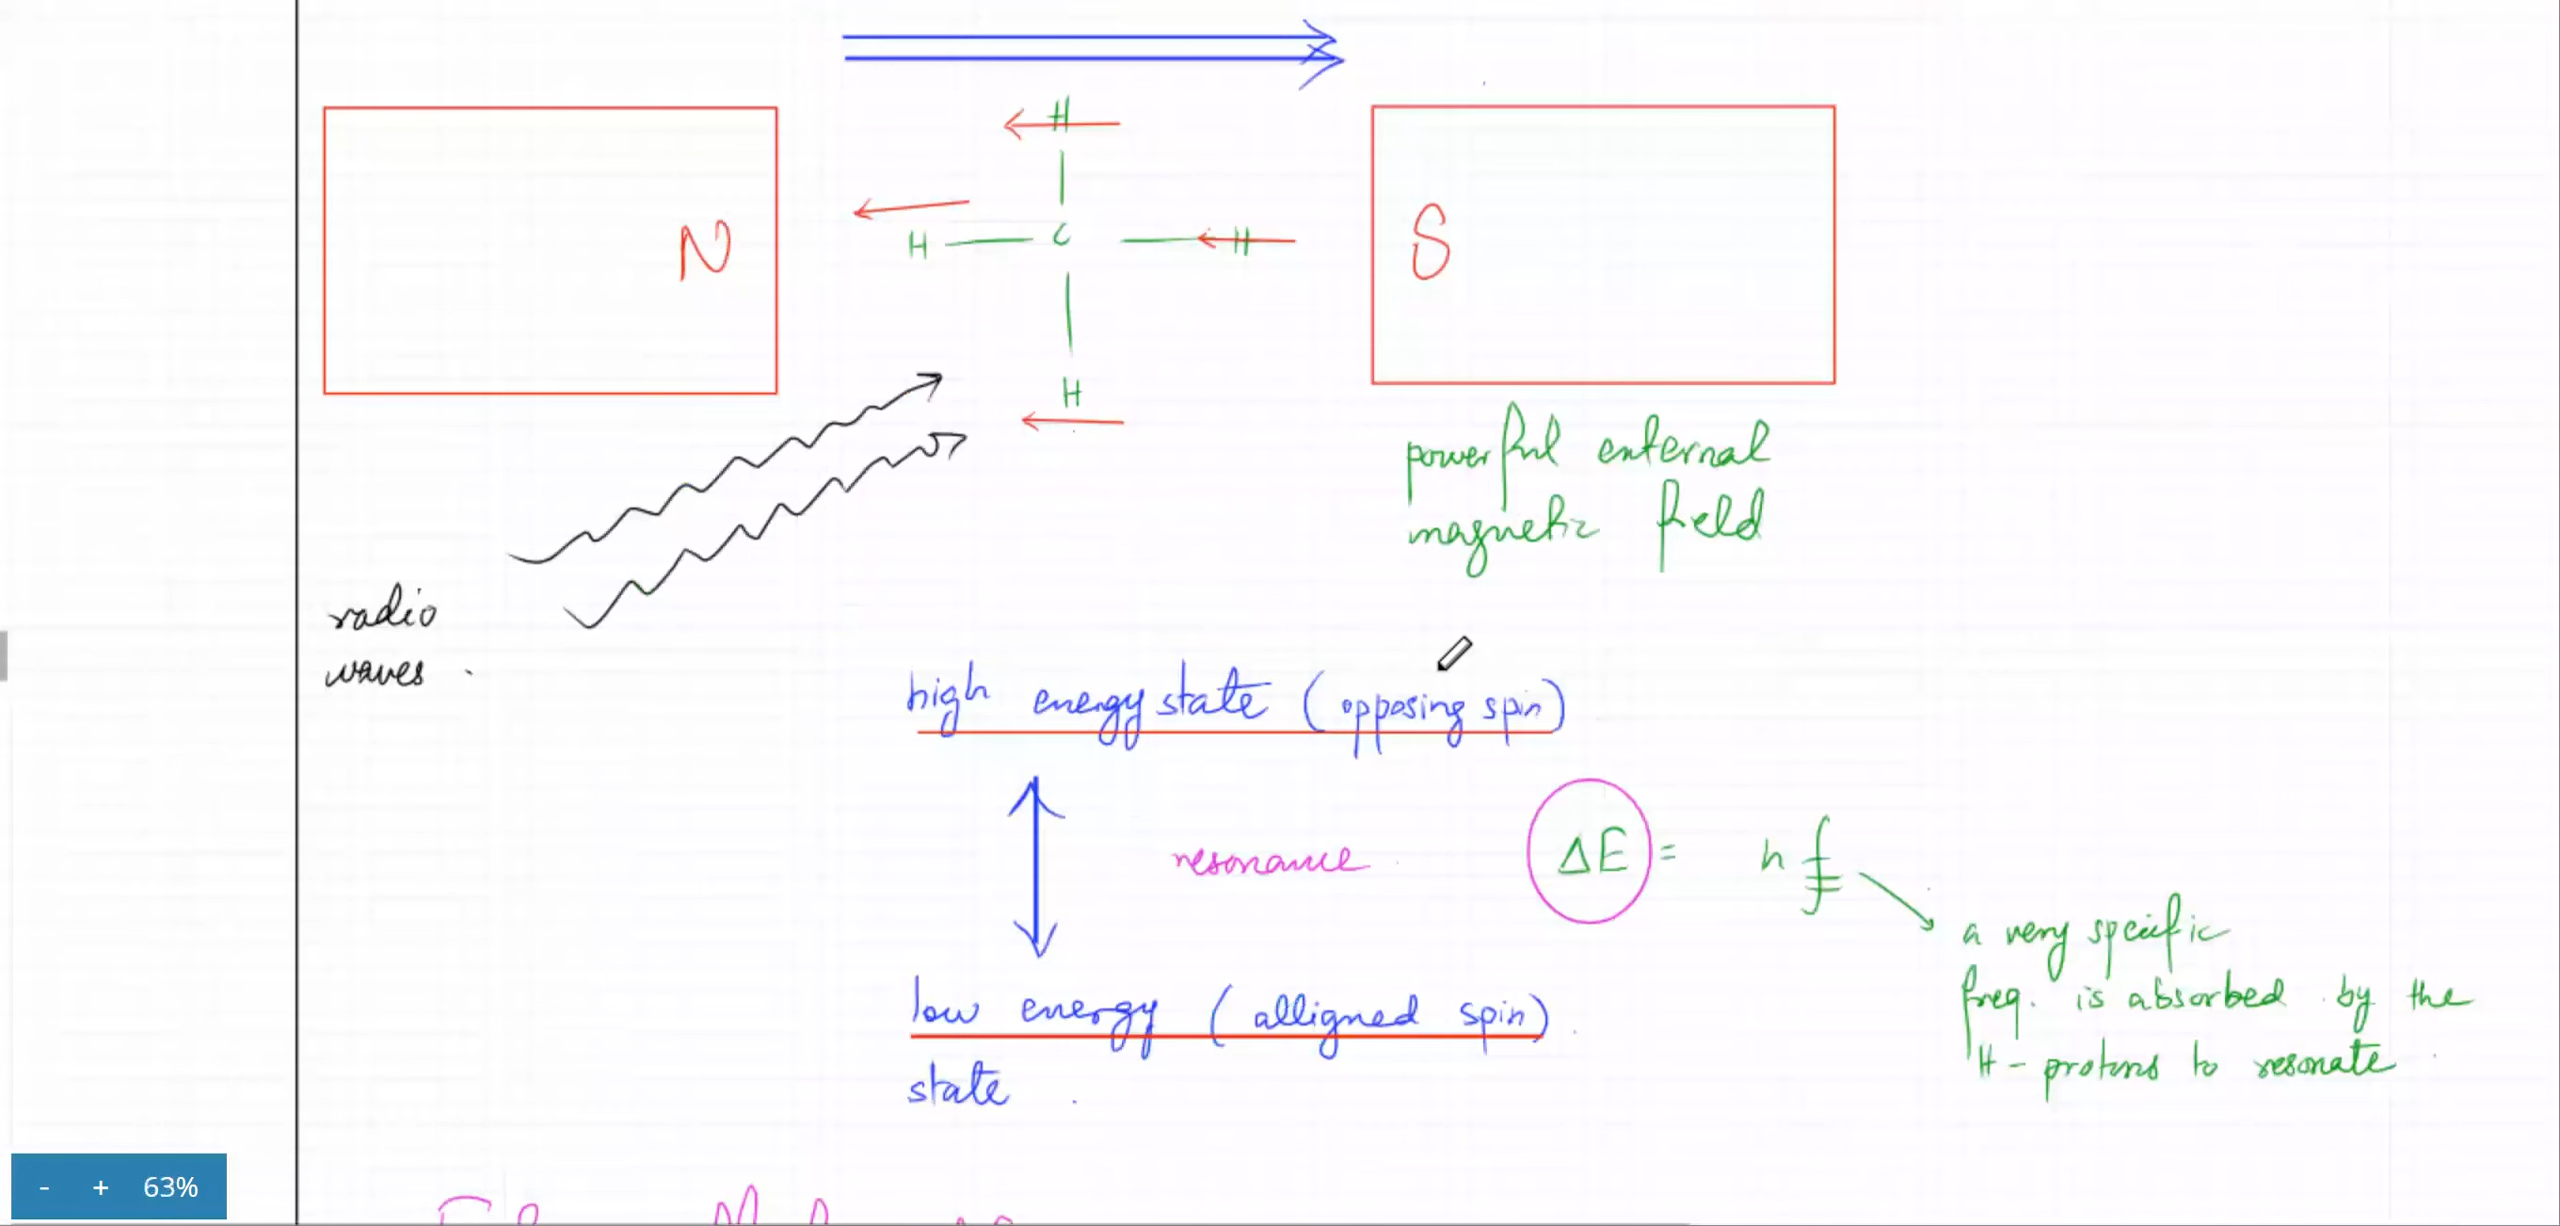 H
N
H C H
S
H
powerful external
magnetic field
radio
waves .
high energy state (opposing spin)
resonance
ΔE = hf
a very specific
freq. is absorbed by the
H - protons to resonate
low energy (alligned spin)
state .
- + 63%